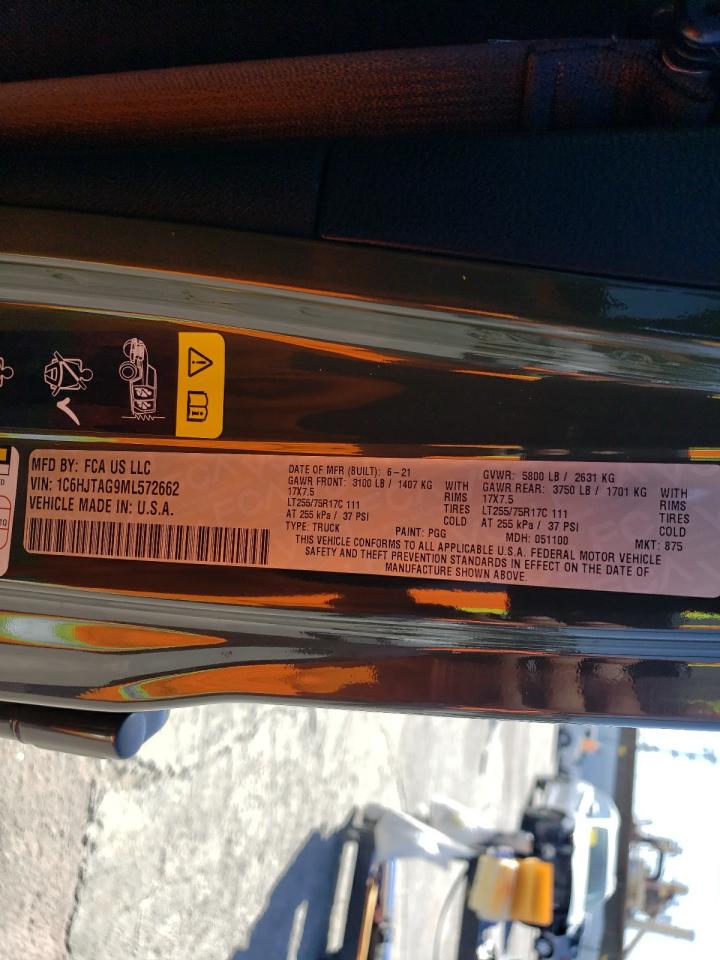 MFD BY: FCA US LLC
VIN: 1C6HJTAG9ML572662
VEHICLE MADE IN: U.S.A.
DATE OF MFR (BUILT): 6-21
GAWR FRONT: 3100 LB / 1407 KG WITH
17X7.5 RIMS
LT255/75R17C 111 TIRES
AT 255 kPa / 37 PSI COLD
GVWR: 5800 LB / 2631 KG
GAWR REAR: 3750 LB / 1701 KG WITH
17X7.5 RIMS
LT255/75R17C 111 TIRES
AT 255 kPa / 37 PSI COLD
TYPE: TRUCK PAINT: PGG MDH: 051100 MKT: 875
THIS VEHICLE CONFORMS TO ALL APPLICABLE U.S.A. FEDERAL MOTOR VEHICLE
SAFETY AND THEFT PREVENTION STANDARDS IN EFFECT ON THE DATE OF
MANUFACTURE SHOWN ABOVE.